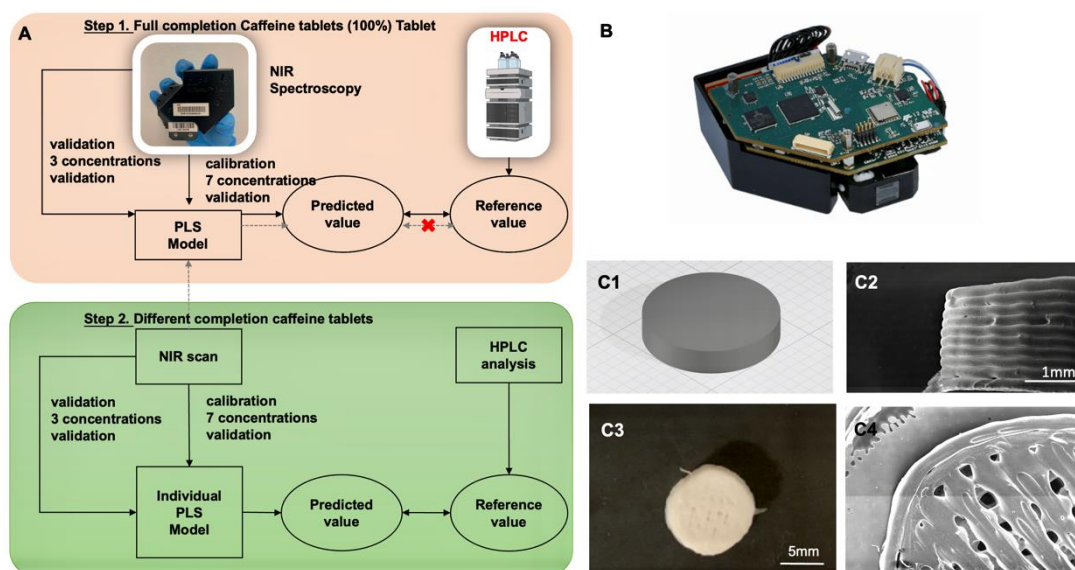 A
Step 1. Full completion Caffeine tablets (100%) Tablet
NIR
Spectroscopy
HPLC
validation
3 concentrations
validation
calibration
7 concentrations
validation
PLS
Model
Predicted
value
Reference
value
Step 2. Different completion caffeine tablets
NIR scan
HPLC
analysis
validation
3 concentrations
validation
calibration
7 concentrations
validation
Individual
PLS
Model
Predicted
value
Reference
value
B
C1
C2
1mm
C3
5mm
C4